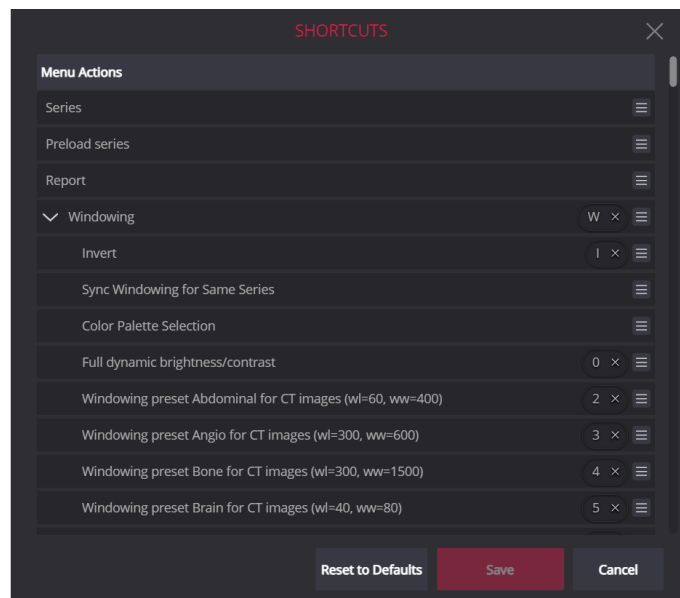 SHORTCUTS
Menu Actions
Series
Preload series
Report
Windowing W ×
Invert I ×
Sync Windowing for Same Series
Color Palette Selection
Full dynamic brightness/contrast 0 ×
Windowing preset Abdominal for CT images (wl=60, ww=400) 2 ×
Windowing preset Angio for CT images (wl=300, ww=600) 3 ×
Windowing preset Bone for CT images (wl=300, ww=1500) 4 ×
Windowing preset Brain for CT images (wl=40, ww=80) 5 ×
Reset to Defaults Save Cancel